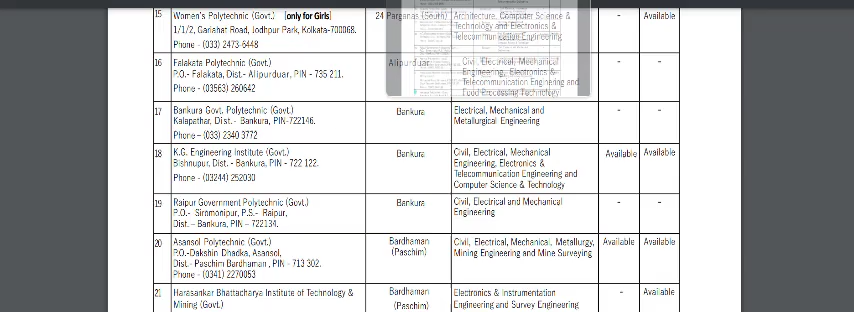 15 Women's Polytechnic (Govt.) [only for Girls] 24 Parganas (South) Architecture, Computer Science & - Available
1/1/2, Gariahat Road, Jodhpur Park, Kolkata-700068. Technology and Electronics &
Phone - (033) 2473-6448 Telecommunication Engineering
16 Falakata Polytechnic (Govt.) Alipurduar Civil, Electrical, Mechanical - -
P.O.- Falakata, Dist.- Alipurduar, PIN - 735 211. Engineering, Electronics &
Phone - (03563) 260642 Telecommunication Engineering and
Food Processing Technology
17 Bankura Govt. Polytechnic (Govt.) Bankura Electrical, Mechanical and - -
Kalapathar, Dist.- Bankura, PIN-722146. Metallurgical Engineering
Phone – (033) 2340 3772
18 K.G. Engineering Institute (Govt.) Bankura Civil, Electrical, Mechanical Available Available
Bishnupur, Dist. - Bankura, PIN - 722 122. Engineering, Electronics &
Phone - (03244) 252030 Telecommunication Engineering and
Computer Science & Technology
19 Raipur Government Polytechnic (Govt.) Bankura Civil, Electrical and Mechanical - -
P.O.- Siromonipur, P.S.- Raipur, Engineering
Dist. – Bankura, PIN – 722134.
20 Asansol Polytechnic (Govt.) Bardhaman Civil, Electrical, Mechanical, Metallurgy, Available Available
P.O.-Dakshin Dhadka, Asansol, (Paschim) Mining Engineering and Mine Surveying
Dist.- Paschim Bardhaman, PIN - 713 302.
Phone - (0341) 2270053
21 Harasankar Bhattacharya Institute of Technology & Bardhaman Electronics & Instrumentation - Available
Mining (Govt.) (Paschim) Engineering and Survey Engineering